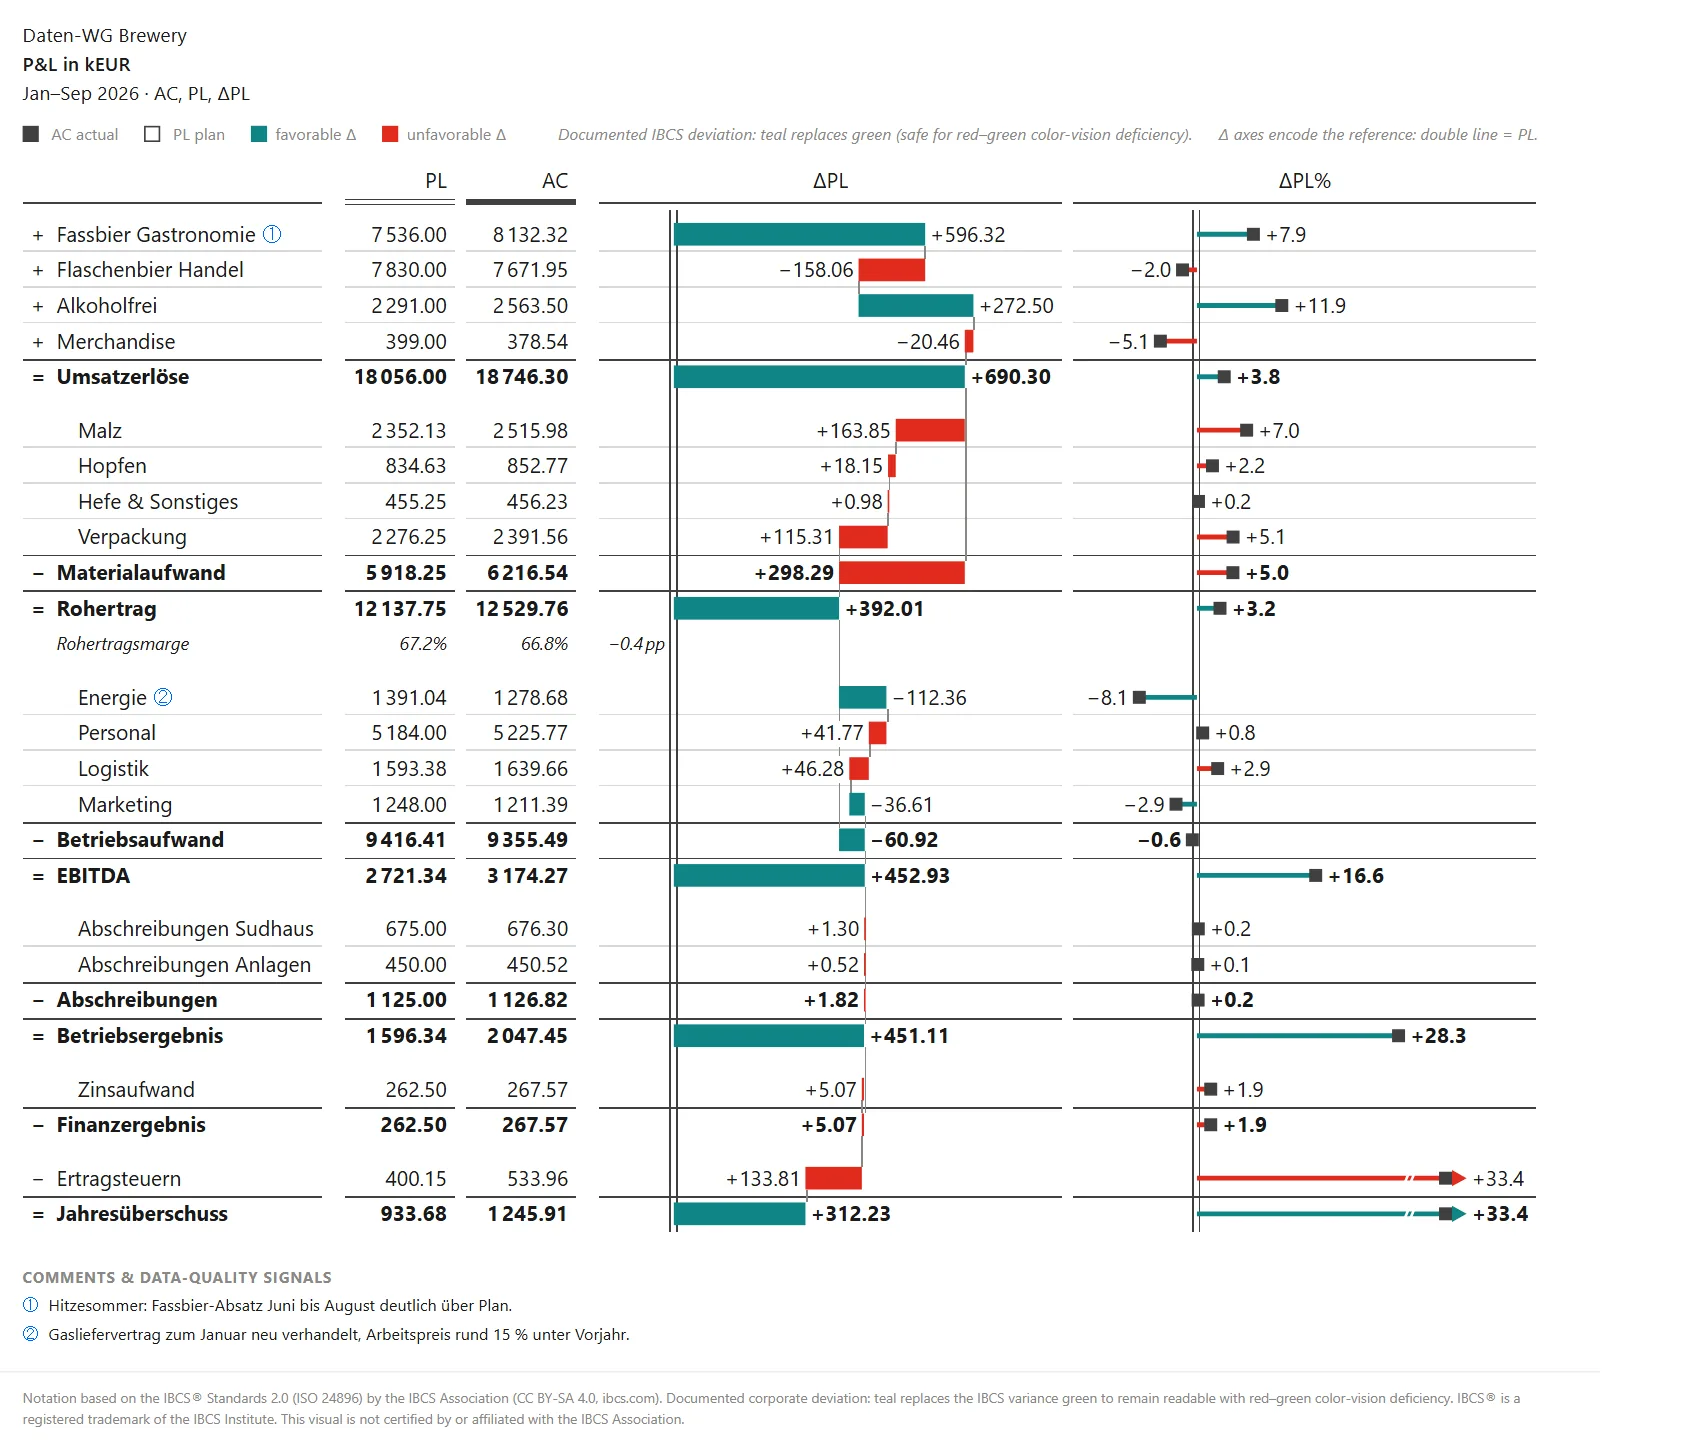 Daten-WG Brewery
P&L in kEUR
Jan–Sep 2026 · AC, PL, ΔPL
AC actual PL plan favorable Δ unfavorable Δ Documented IBCS deviation: teal replaces green (safe for red–green color-vision deficiency). Δ axes encode the reference: double line = PL.
PL AC ΔPL ΔPL%
+ Fassbier Gastronomie ① 7 536.00 8 132.32 +596.32 +7.9
+ Flaschenbier Handel 7 830.00 7 671.95 −158.06 −2.0
+ Alkoholfrei 2 291.00 2 563.50 +272.50 +11.9
+ Merchandise 399.00 378.54 −20.46 −5.1
= Umsatzerlöse 18 056.00 18 746.30 +690.30 +3.8
Malz 2 352.13 2 515.98 +163.85 +7.0
Hopfen 834.63 852.77 +18.15 +2.2
Hefe & Sonstiges 455.25 456.23 +0.98 +0.2
Verpackung 2 276.25 2 391.56 +115.31 +5.1
− Materialaufwand 5 918.25 6 216.54 +298.29 +5.0
= Rohertrag 12 137.75 12 529.76 +392.01 +3.2
Rohertragsmarge 67.2% 66.8% −0.4 pp
Energie ② 1 391.04 1 278.68 −112.36 −8.1
Personal 5 184.00 5 225.77 +41.77 +0.8
Logistik 1 593.38 1 639.66 +46.28 +2.9
Marketing 1 248.00 1 211.39 −36.61 −2.9
− Betriebsaufwand 9 416.41 9 355.49 −60.92 −0.6
= EBITDA 2 721.34 3 174.27 +452.93 +16.6
Abschreibungen Sudhaus 675.00 676.30 +1.30 +0.2
Abschreibungen Anlagen 450.00 450.52 +0.52 +0.1
− Abschreibungen 1 125.00 1 126.82 +1.82 +0.2
= Betriebsergebnis 1 596.34 2 047.45 +451.11 +28.3
Zinsaufwand 262.50 267.57 +5.07 +1.9
− Finanzergebnis 262.50 267.57 +5.07 +1.9
− Ertragsteuern 400.15 533.96 +133.81 +33.4
= Jahresüberschuss 933.68 1 245.91 +312.23 +33.4
COMMENTS & DATA-QUALITY SIGNALS
① Hitzesommer: Fassbier-Absatz Juni bis August deutlich über Plan.
② Gasliefervertrag zum Januar neu verhandelt, Arbeitspreis rund 15 % unter Vorjahr.
Notation based on the IBCS® Standards 2.0 (ISO 24896) by the IBCS Association (CC BY-SA 4.0, ibcs.com). Documented corporate deviation: teal replaces the IBCS variance green to remain readable with red–green color-vision deficiency. IBCS® is a
registered trademark of the IBCS Institute. This visual is not certified by or affiliated with the IBCS Association.